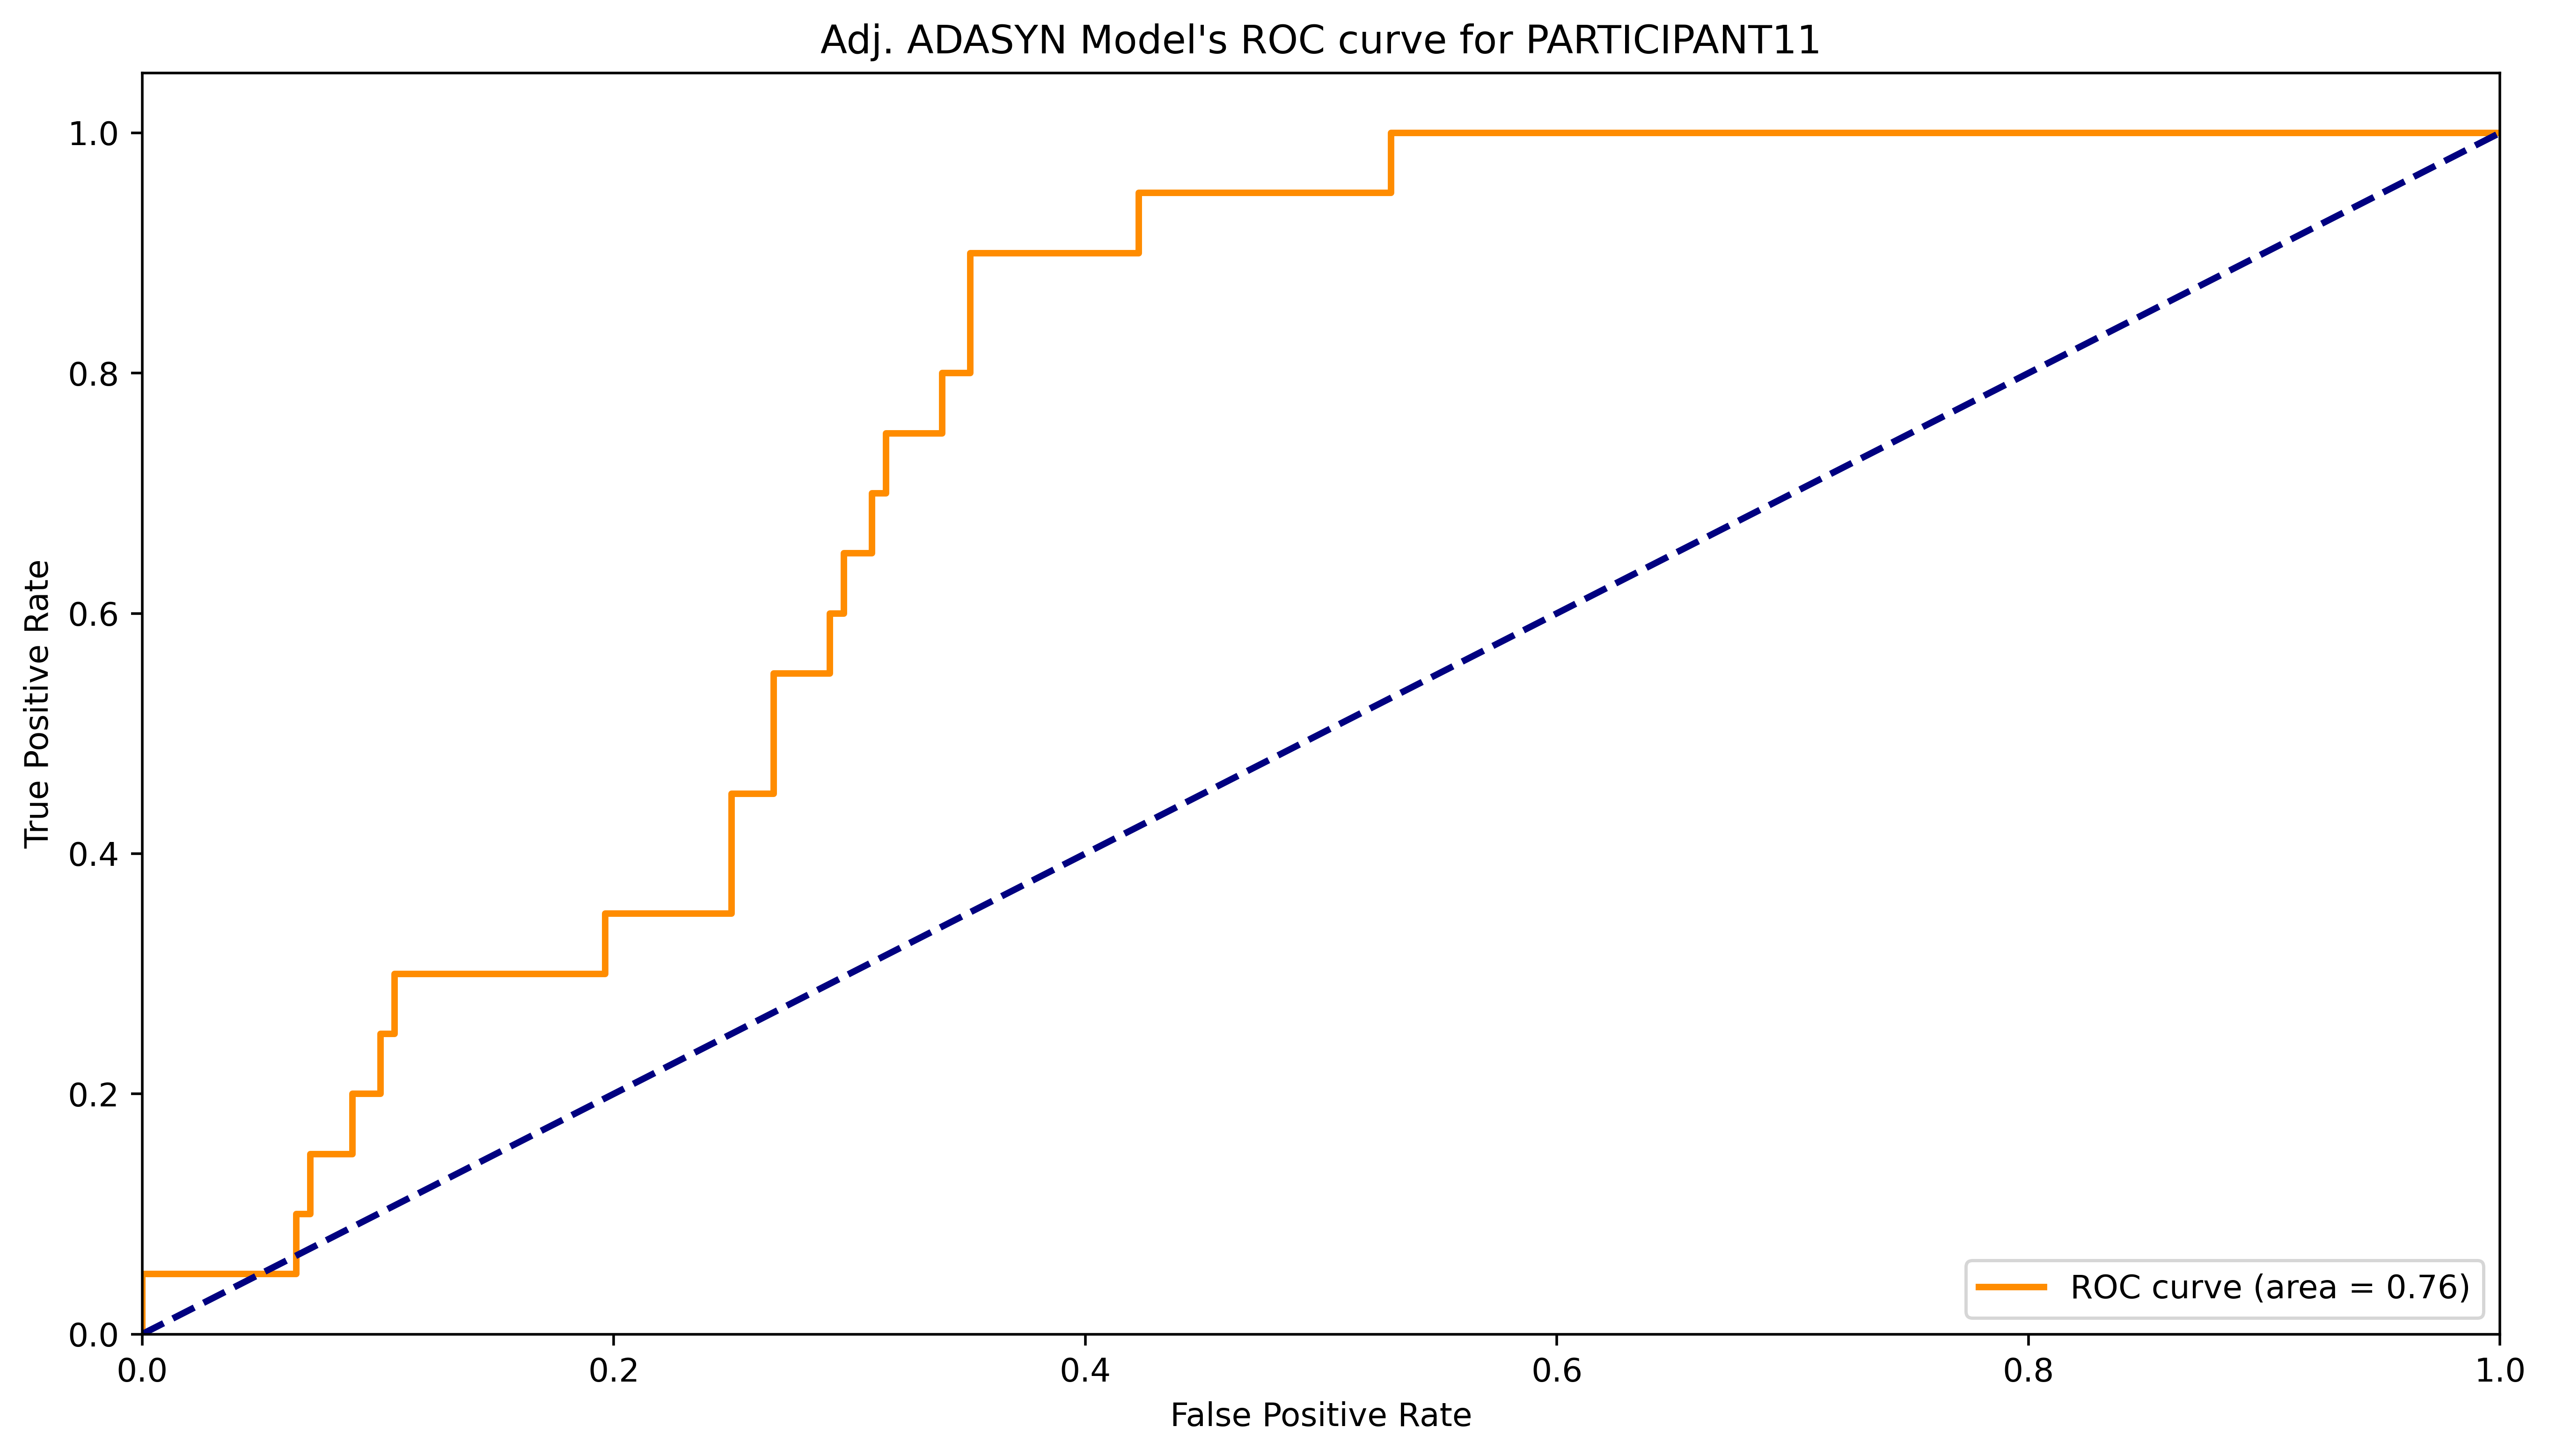 Adj. ADASYN Model's ROC curve for PARTICIPANT11
True Positive Rate
1.0
0.8
0.6
0.4
0.2
0.0
0.0 0.2 0.4 0.6 0.8 1.0
False Positive Rate
ROC curve (area = 0.76)